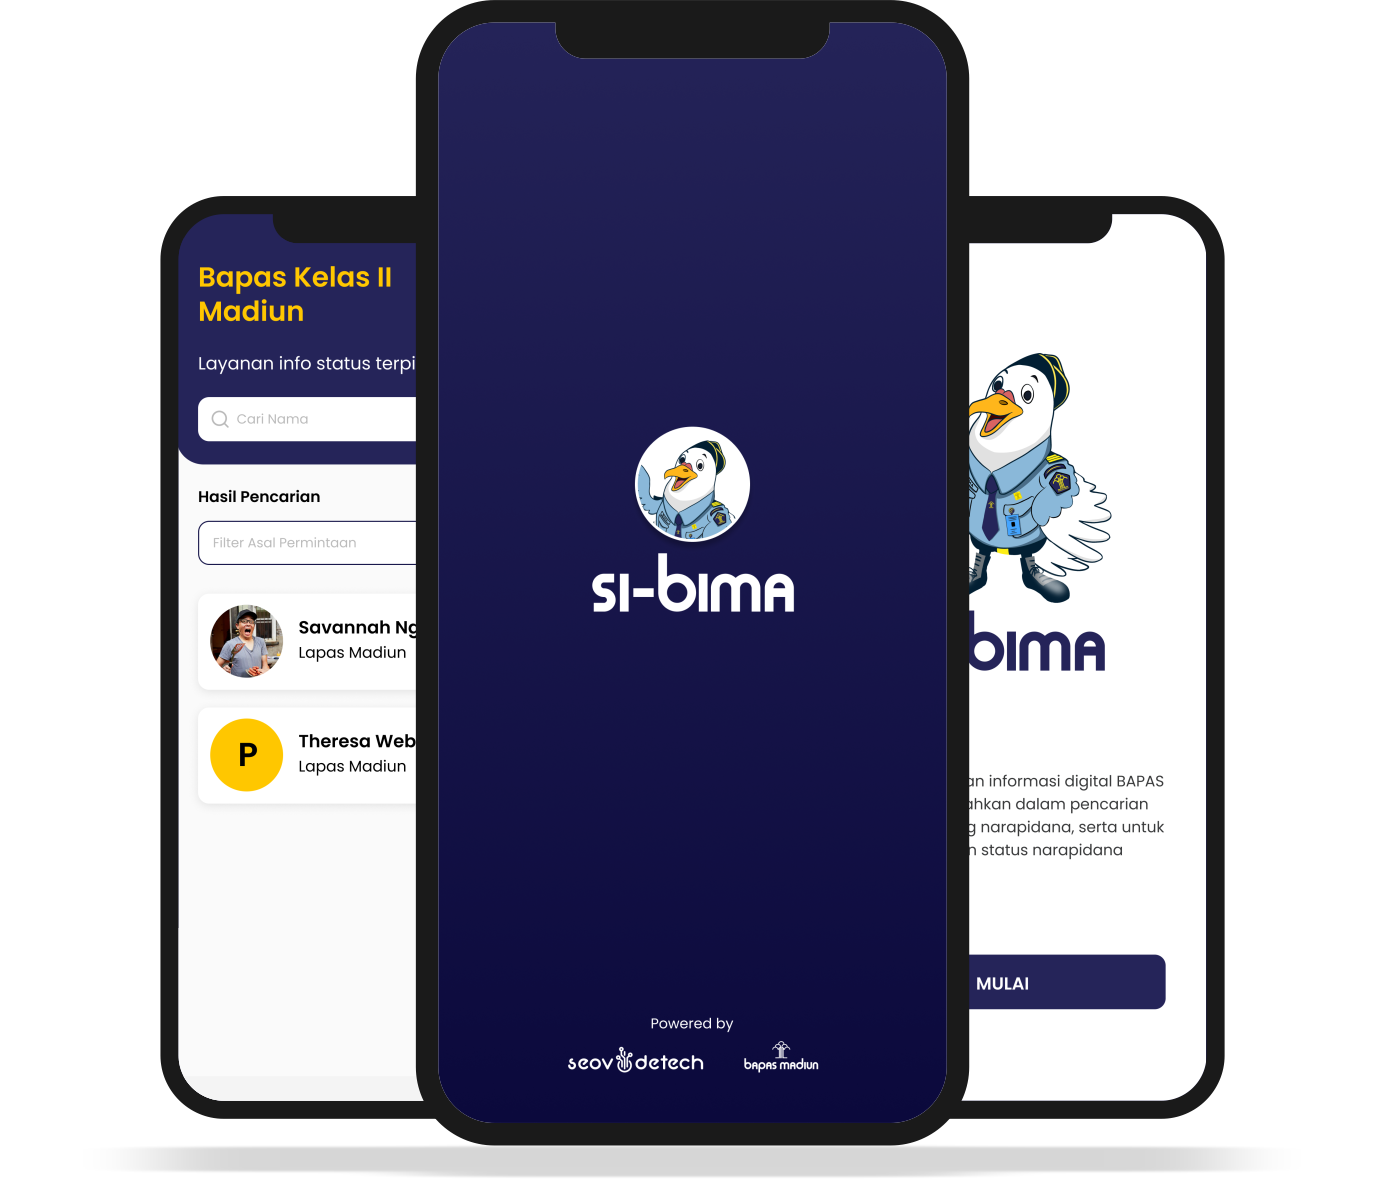 Bapas Kelas II
Madiun
Layanan info status terpi
Cari Nama
Hasil Pencarian
Filter Asal Permintaan
Savannah Ng
Lapas Madiun
P
Theresa Web
Lapas Madiun
si-bima
Powered by
seov detech
bapas madiun
bima
an informasi digital BAPAS
ahkan dalam pencarian
g narapidana, serta untuk
n status narapidana
MULAI